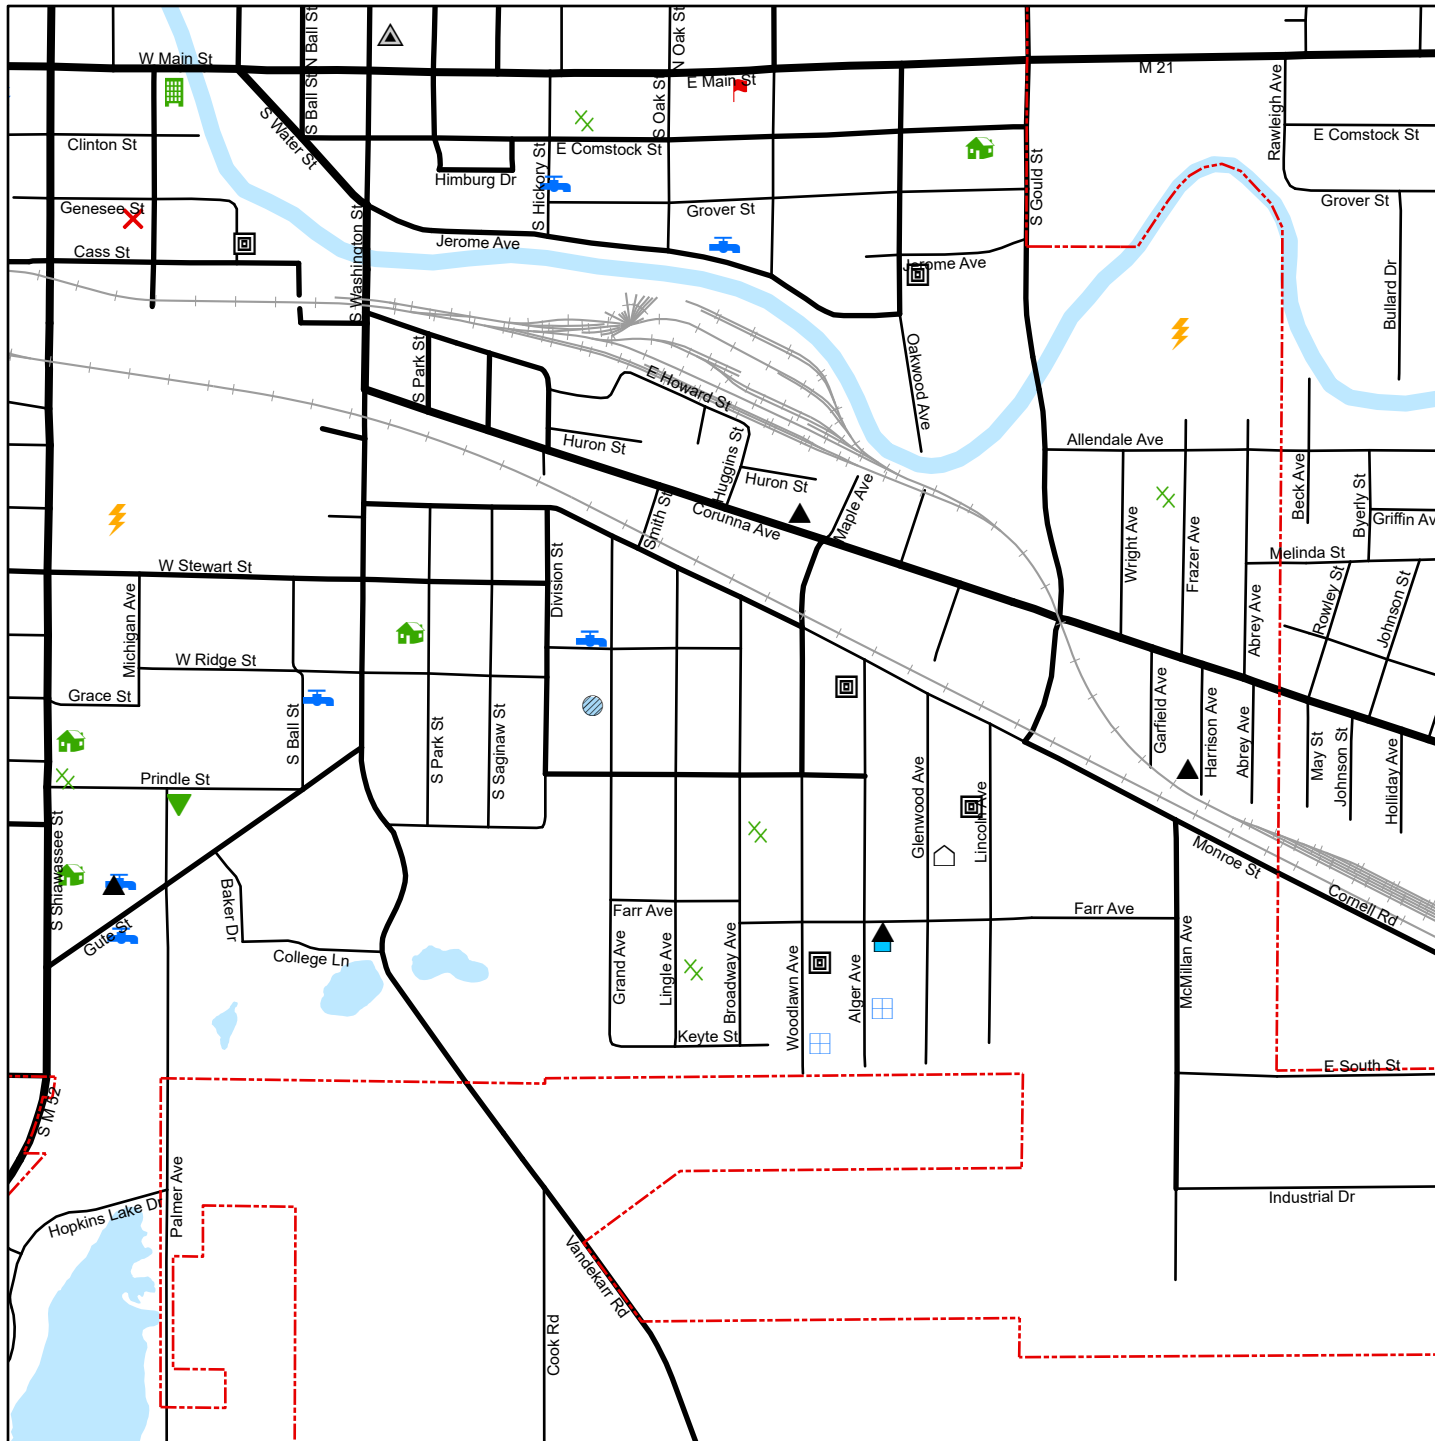 N Ball St
N Oak St
W Main St
E Main St
M 21
S Ball St
S Oak St
Rawleigh Ave
S Water St
Clinton St
E Comstock St
E Comstock St
Himburg Dr
S Hickory St
S Gould St
Genesee St
Grover St
Grover St
Cass St
S Washington St
Jerome Ave
Jerome Ave
Bullard Dr
S Park St
E Howard St
Oakwood Ave
Huron St
Allendale Ave
Huggins St
Huron St
Maple Ave
Smith St
Corunna Ave
Beck Ave
Byerly St
Griffin Av
Wright Ave
Frazer Ave
Melinda St
W Stewart St
Division St
Michigan Ave
Abrey Ave
Rowley St
Johnson St
W Ridge St
Grace St
S Ball St
S Park St
S Saginaw St
Garfield Ave
Harrison Ave
Abrey Ave
May St
Johnson St
Holliday Ave
Prindle St
Glenwood Ave
Lincoln Ave
S Shiawassee St
Monroe St
Cornell Rd
Baker Dr
Gute St
College Ln
Farr Ave
Farr Ave
Grand Ave
Lingle Ave
Broadway Ave
Woodlawn Ave
Alger Ave
McMillan Ave
Keyte St
E South St
S M 52
Palmer Ave
Hopkins Lake Dr
Industrial Dr
Vandekarr Rd
Cook Rd